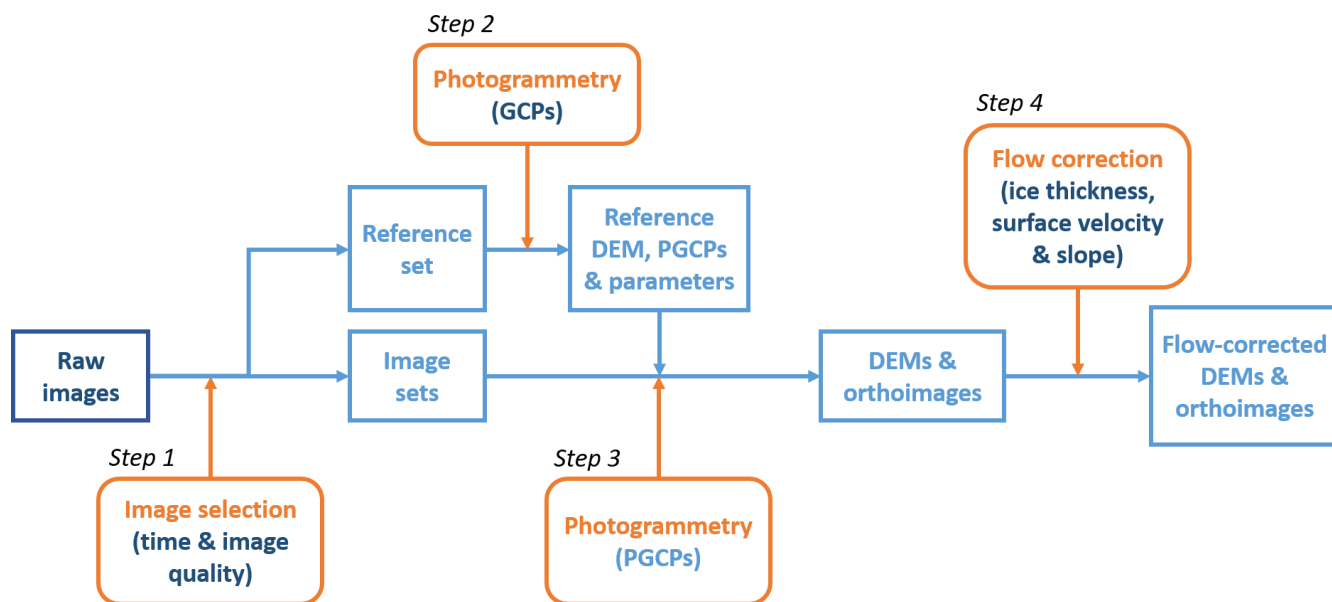 Step 2
Photogrammetry
(GCPs)
Step 4
Flow correction
(ice thickness,
surface velocity
& slope)
Reference
set
Reference
DEM, PGCPs
& parameters
Raw
images
Image
sets
DEMs &
orthoimages
Flow-corrected
DEMs &
orthoimages
Step 1
Image selection
(time & image
quality)
Step 3
Photogrammetry
(PGCPs)